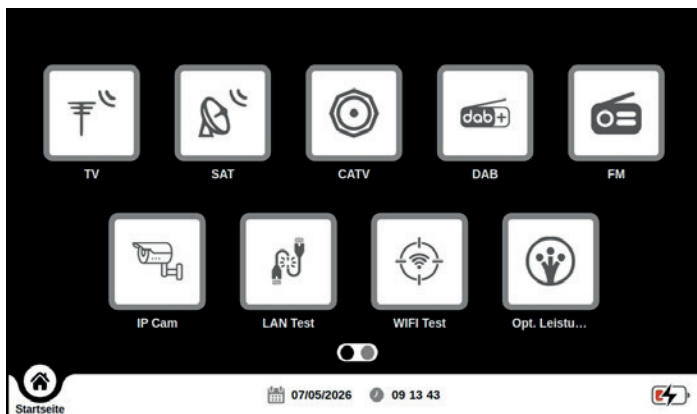 TV SAT CATV dab+ DAB FM
IP Cam LAN Test WIFI Test Opt. Leistu...
Startseite 07/05/2026 09 13 43